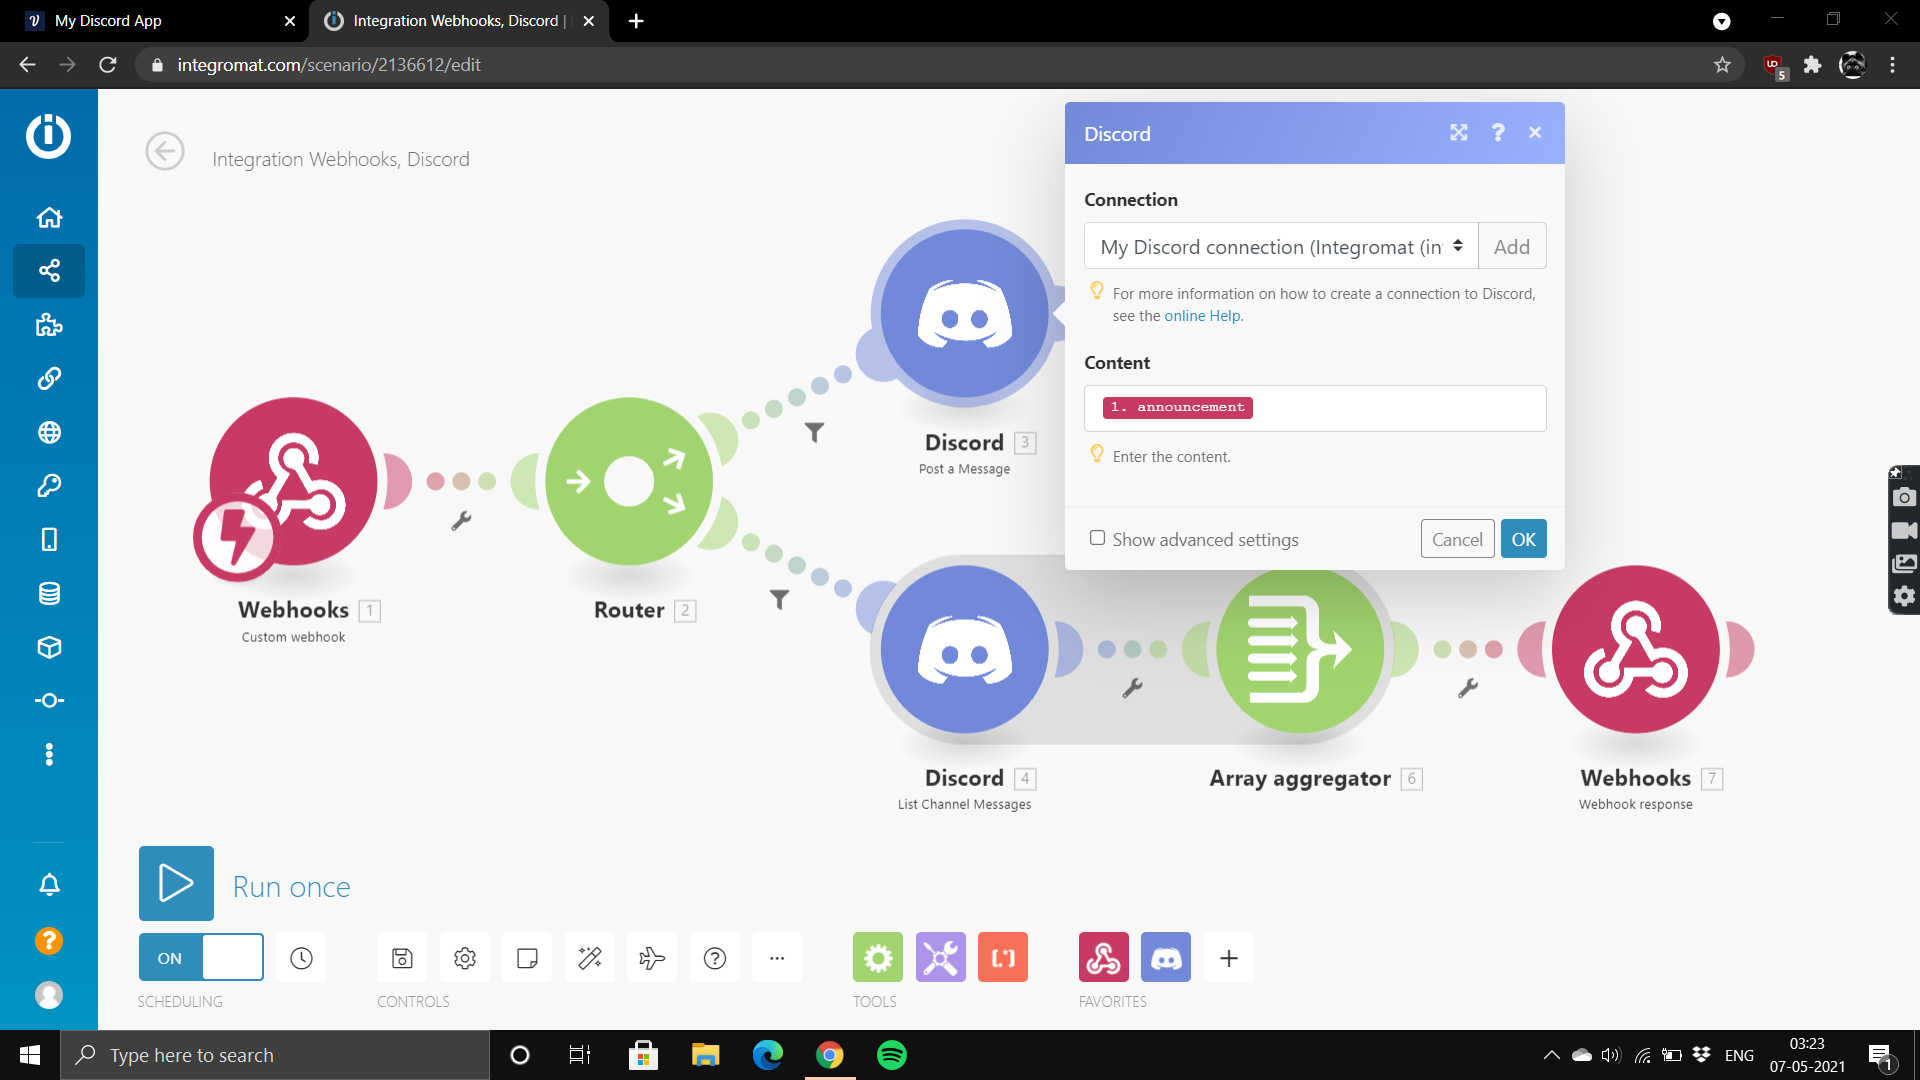 My Discord App
Integration Webhooks, Discord |
integromat.com/scenario/2136612/edit
5
Integration Webhooks, Discord
Discord
?
Connection
My Discord connection (Integromat (in
Add
For more information on how to create a connection to Discord,
see the online Help.
Content
1. announcement
Enter the content.
Show advanced settings
Cancel
OK
Discord 3
Post a Message
Webhooks 1
Custom webhook
Router 2
Discord 4
List Channel Messages
Array aggregator 6
Webhooks 7
Webhook response
Run once
ON
SCHEDULING
CONTROLS
TOOLS
FAVORITES
Type here to search
ENG
03:23
07-05-2021
1